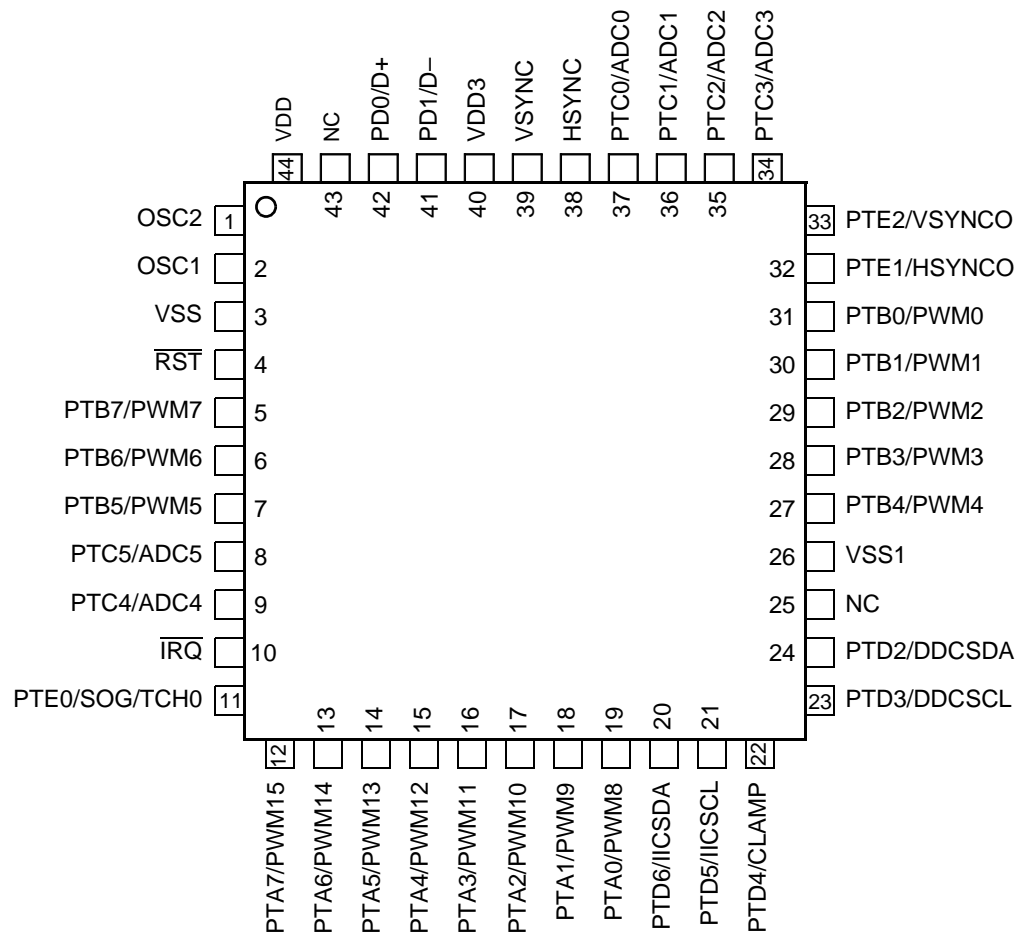 VDD
NC
PD0/D+
PD1/D–
VDD3
VSYNC
HSYNC
PTC0/ADC0
PTC1/ADC1
PTC2/ADC2
PTC3/ADC3
44
43
42
41
40
39
38
37
36
35
34
OSC2 1
OSC1 2
VSS 3
RST 4
PTB7/PWM7 5
PTB6/PWM6 6
PTB5/PWM5 7
PTC5/ADC5 8
PTC4/ADC4 9
IRQ 10
PTE0/SOG/TCH0 11
33 PTE2/VSYNCO
32 PTE1/HSYNCO
31 PTB0/PWM0
30 PTB1/PWM1
29 PTB2/PWM2
28 PTB3/PWM3
27 PTB4/PWM4
26 VSS1
25 NC
24 PTD2/DDCSDA
23 PTD3/DDCSCL
12
13
14
15
16
17
18
19
20
21
22
PTA7/PWM15
PTA6/PWM14
PTA5/PWM13
PTA4/PWM12
PTA3/PWM11
PTA2/PWM10
PTA1/PWM9
PTA0/PWM8
PTD6/IICSDA
PTD5/IICSCL
PTD4/CLAMP